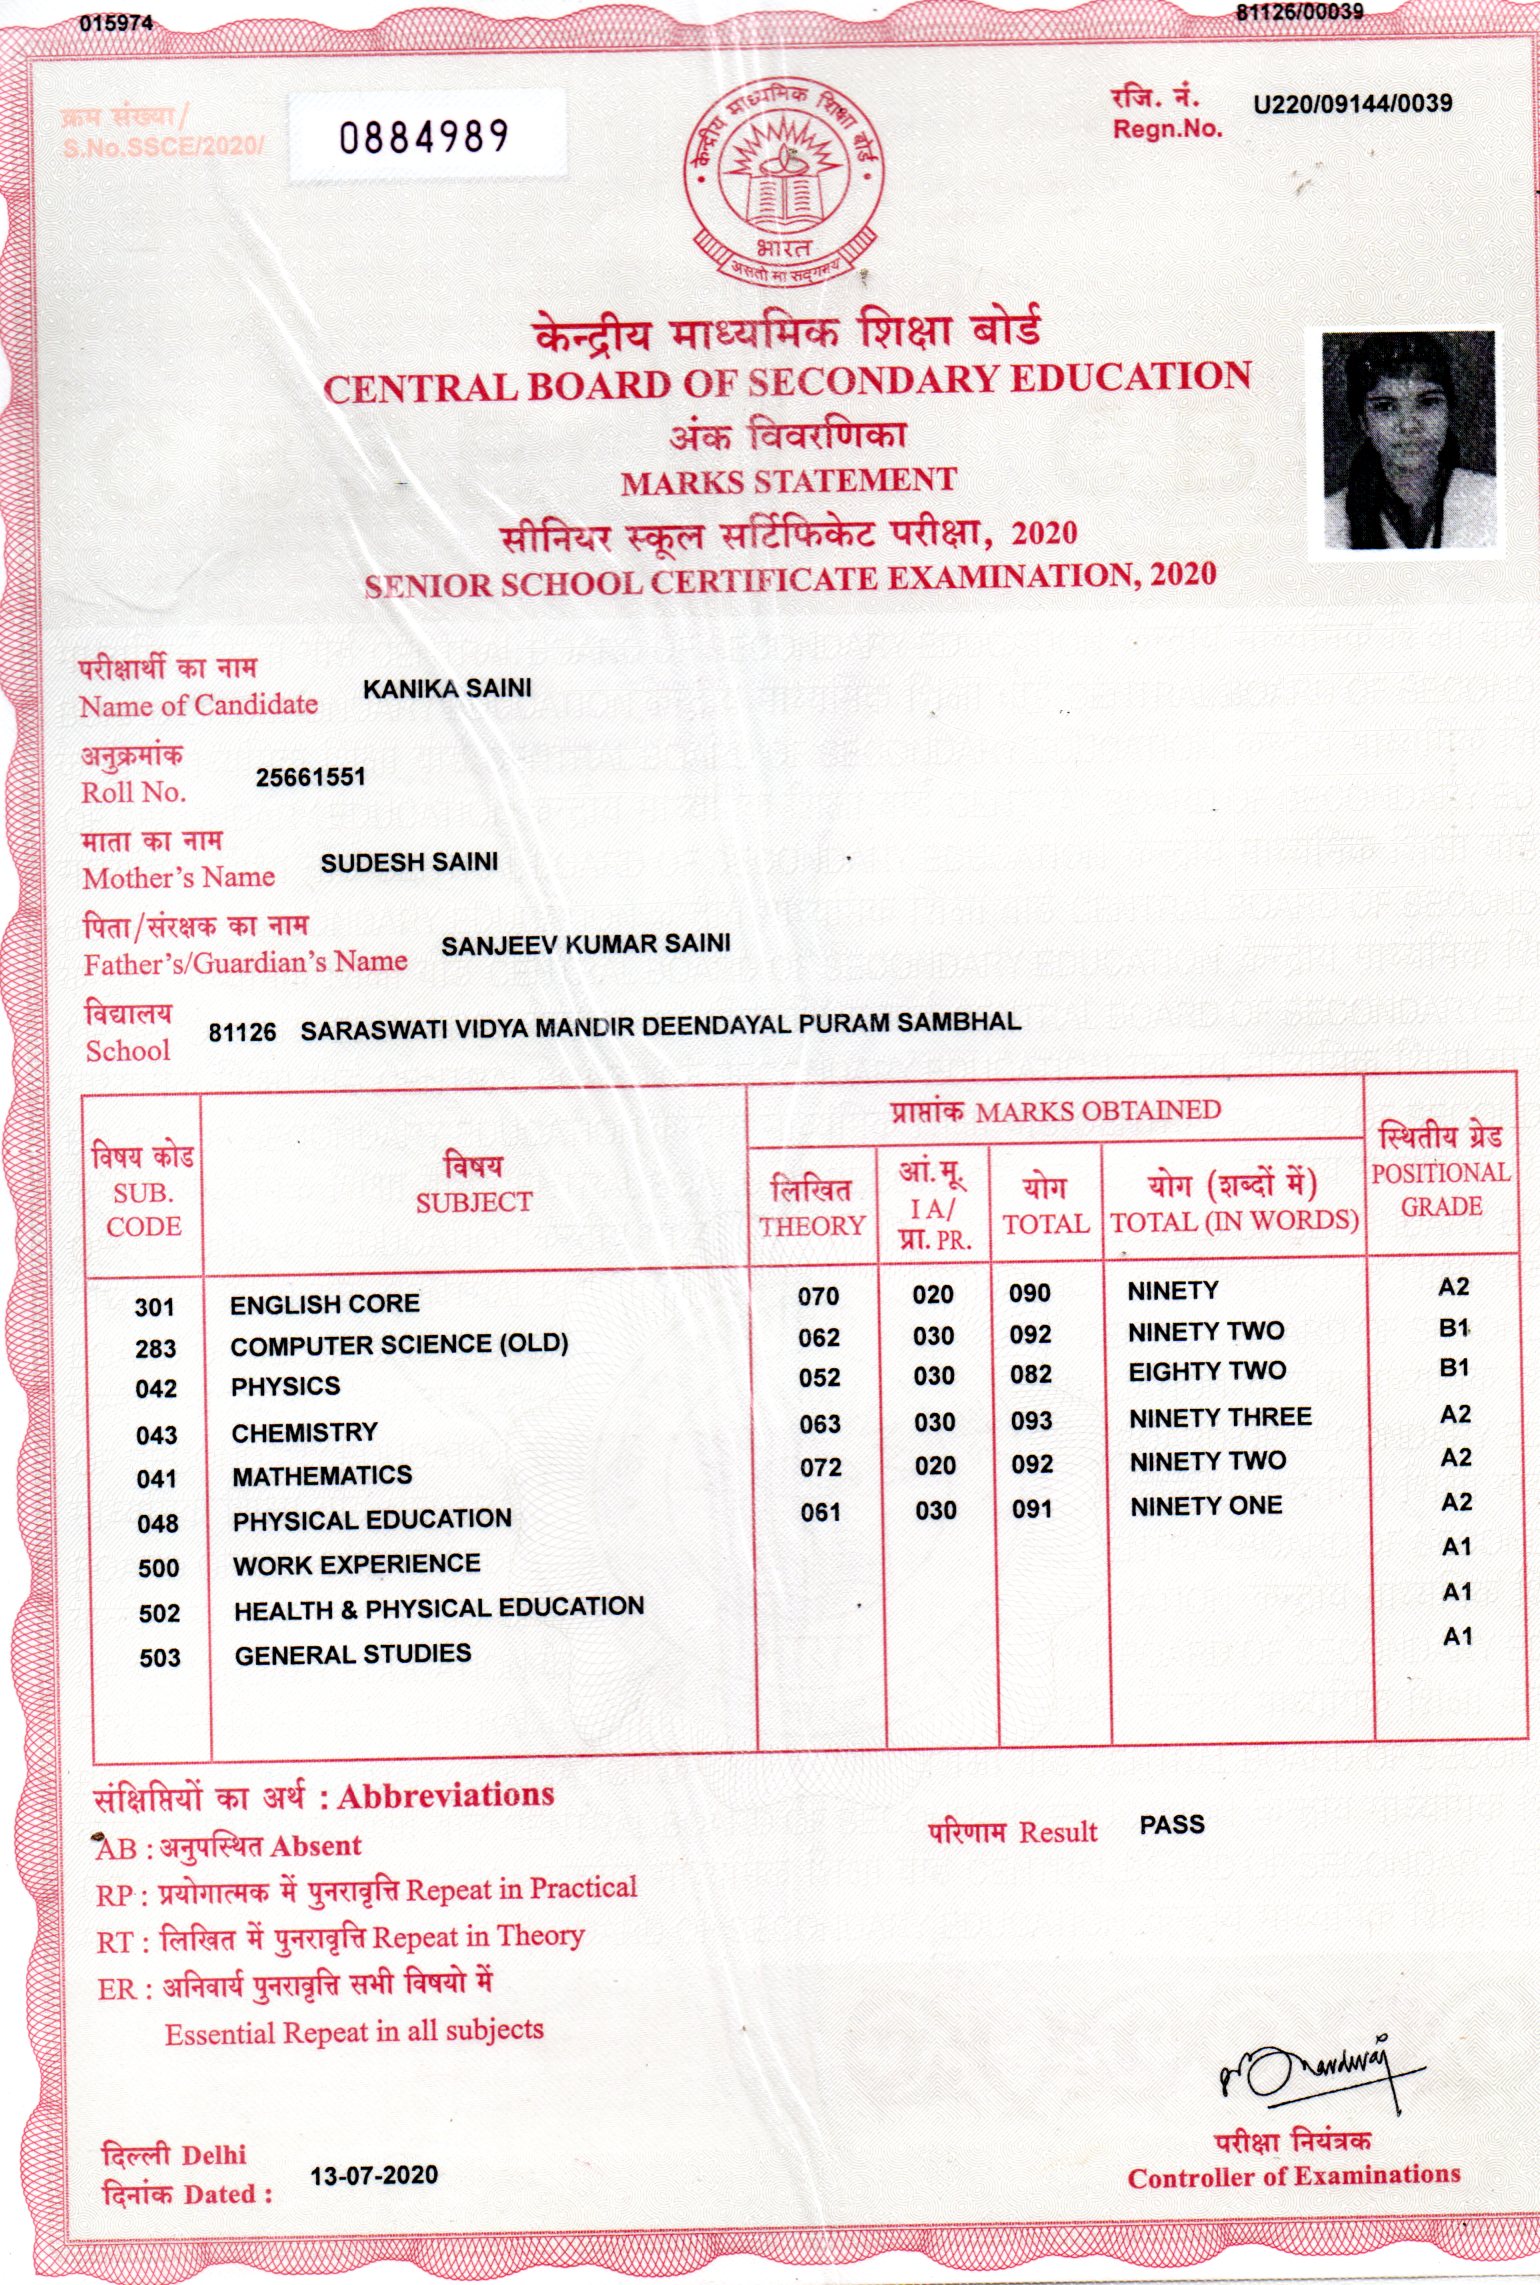 015974
81126/00039
क्रम संख्या/
S.No.SSCE/2020/
0884989
रजि. नं.
Regn.No.
U220/09144/0039
केन्द्रीय माध्यमिक शिक्षा बोर्ड
भारत
असतो मा सद्गमय
केन्द्रीय माध्यमिक शिक्षा बोर्ड
CENTRAL BOARD OF SECONDARY EDUCATION
अंक विवरणिका
MARKS STATEMENT
सीनियर स्कूल सर्टिफिकेट परीक्षा, 2020
SENIOR SCHOOL CERTIFICATE EXAMINATION, 2020
परीक्षार्थी का नाम
Name of Candidate KANIKA SAINI
अनुक्रमांक
Roll No. 25661551
माता का नाम
Mother's Name SUDESH SAINI
पिता/संरक्षक का नाम
Father's/Guardian's Name SANJEEV KUMAR SAINI
विद्यालय
School 81126 SARASWATI VIDYA MANDIR DEENDAYAL PURAM SAMBHAL
विषय कोड
SUB.
CODE
विषय
SUBJECT
प्राप्तांक MARKS OBTAINED
लिखित
THEORY
आं.मू.
I A/
प्रा. PR.
योग
TOTAL
योग (शब्दों में)
TOTAL (IN WORDS)
स्थितीय ग्रेड
POSITIONAL
GRADE
301 ENGLISH CORE 070 020 090 NINETY A2
283 COMPUTER SCIENCE (OLD) 062 030 092 NINETY TWO B1
042 PHYSICS 052 030 082 EIGHTY TWO B1
043 CHEMISTRY 063 030 093 NINETY THREE A2
041 MATHEMATICS 072 020 092 NINETY TWO A2
048 PHYSICAL EDUCATION 061 030 091 NINETY ONE A2
500 WORK EXPERIENCE A1
502 HEALTH & PHYSICAL EDUCATION A1
503 GENERAL STUDIES A1
संक्षिप्तियों का अर्थ : Abbreviations
AB : अनुपस्थित Absent
RP : प्रयोगात्मक में पुनरावृत्ति Repeat in Practical
RT : लिखित में पुनरावृत्ति Repeat in Theory
ER : अनिवार्य पुनरावृत्ति सभी विषयो में
Essential Repeat in all subjects
परिणाम Result PASS
दिल्ली Delhi
दिनांक Dated : 13-07-2020
परीक्षा नियंत्रक
Controller of Examinations